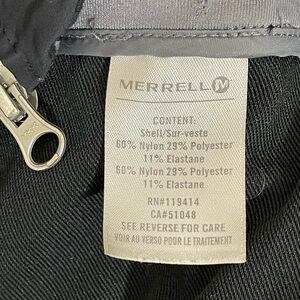 MERRELL
CONTENT:
Shell/Sur-veste
60% Nylon 29% Polyester
11% Elastane
60% Nylon 29% Polyester
11% Elastane
RN#119414
CA#51048
SEE REVERSE FOR CARE
VOIR AU VERSO POUR LE TRAITEMENT